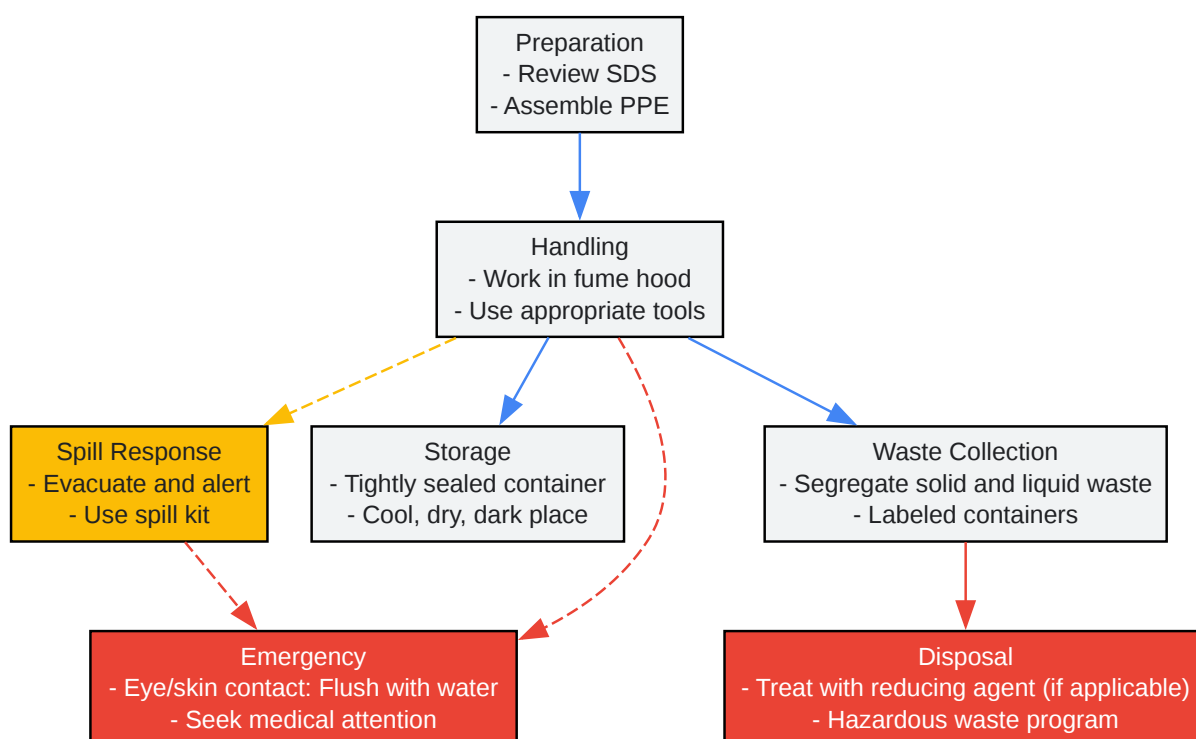 Preparation
- Review SDS
- Assemble PPE
Handling
- Work in fume hood
- Use appropriate tools
Spill Response
- Evacuate and alert
- Use spill kit
Storage
- Tightly sealed container
- Cool, dry, dark place
Waste Collection
- Segregate solid and liquid waste
- Labeled containers
Emergency
- Eye/skin contact: Flush with water
- Seek medical attention
Disposal
- Treat with reducing agent (if applicable)
- Hazardous waste program